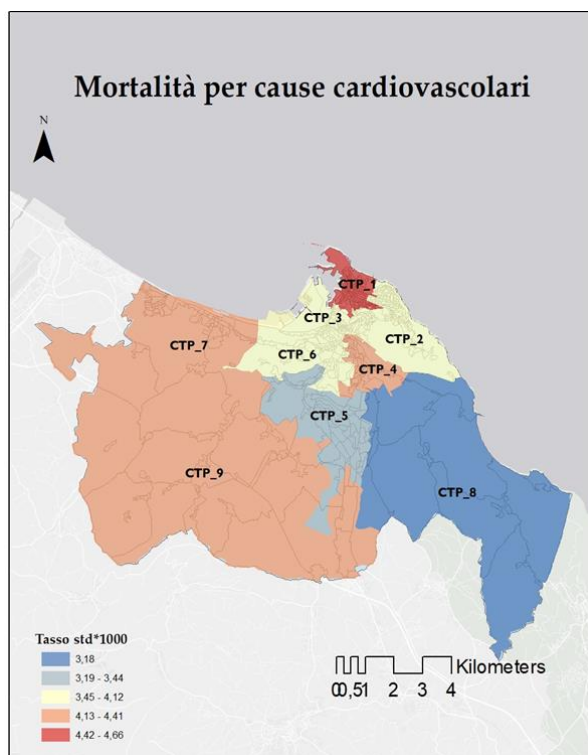 Mortalità per cause cardiovascolari
N
CTP_1
CTP_3
CTP_2
CTP_7
CTP_6
CTP_4
CTP_5
CTP_9
CTP_8
Tasso std*1000
3,18
3,19 - 3,44
3,45 - 4,12
4,13 - 4,41
4,42 - 4,66
Kilometers
00,51 2 3 4